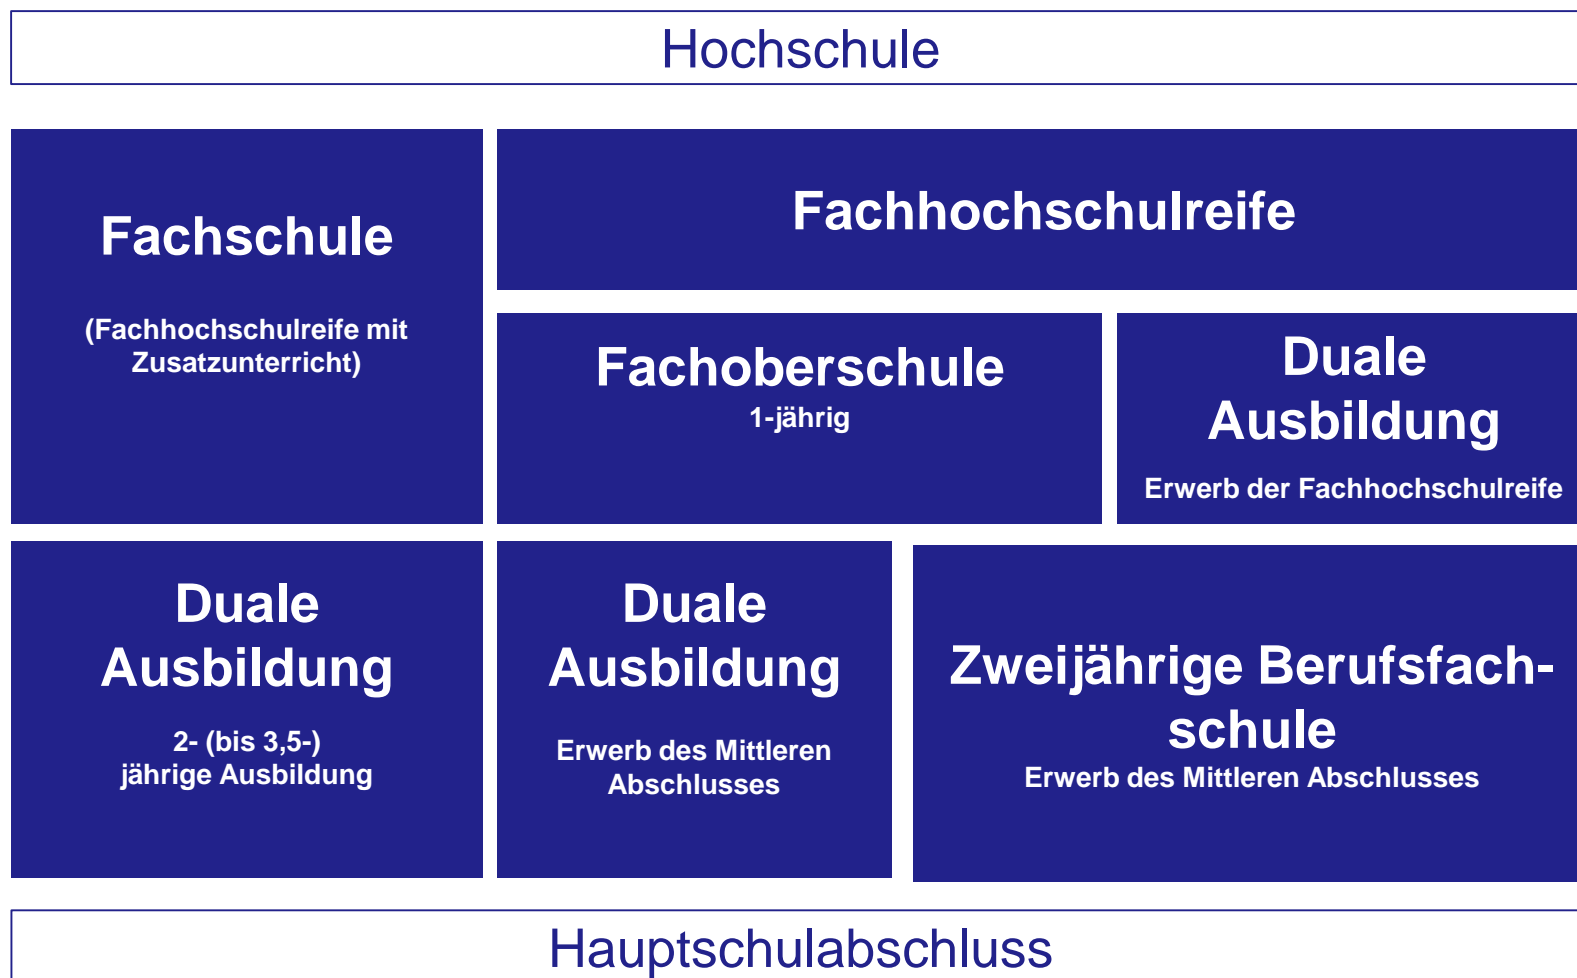 Hochschule
Fachschule
(Fachhochschulreife mit
Zusatzunterricht)
Fachhochschulreife
Fachoberschule
1-jährig
Duale
Ausbildung
Erwerb der Fachhochschulreife
Duale
Ausbildung
2- (bis 3,5-)
jährige Ausbildung
Duale
Ausbildung
Erwerb des Mittleren
Abschlusses
Zweijährige Berufsfach-
schule
Erwerb des Mittleren Abschlusses
Hauptschulabschluss